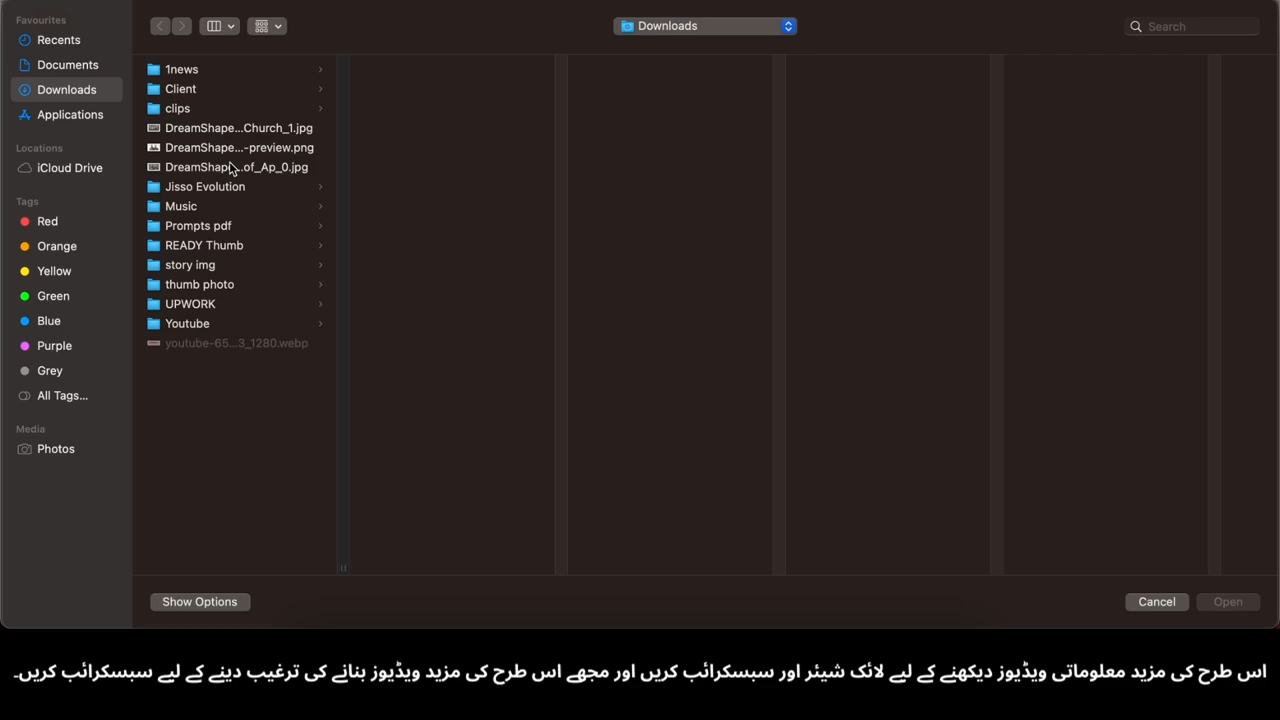 Favourites
Recents
Documents
Downloads
Applications
Locations
iCloud Drive
Tags
Red
Orange
Yellow
Green
Blue
Purple
Grey
All Tags...
Media
Photos
Downloads
Search
1news
Client
clips
DreamShape...Church_1.jpg
DreamShape...-preview.png
DreamShap...of_Ap_0.jpg
Jisso Evolution
Music
Prompts pdf
READY Thumb
story img
thumb photo
UPWORK
Youtube
youtube-65...3_1280.webp
Show Options
Cancel
Open
اس طرح کی مزید معلوماتی ویڈیوز دیکھنے کے لیے لائک شیئر اور سبسکرائب کریں اور مجھے اس طرح کی مزید ویڈیوز بنانے کی ترغیب دینے کے لیے سبسکرائب کریں۔